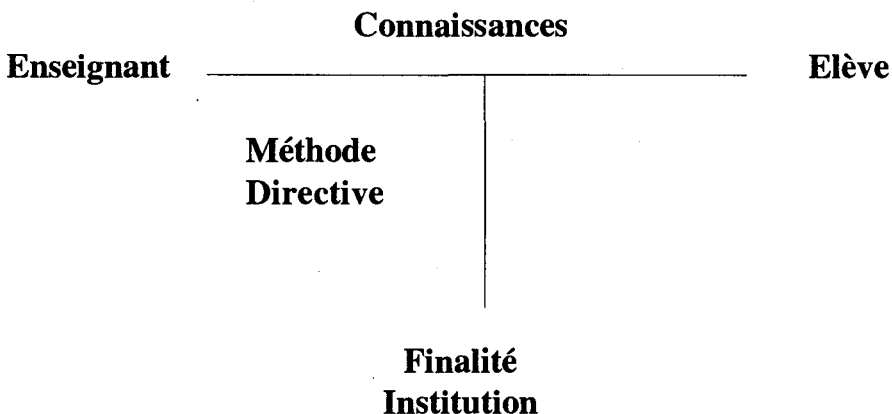 Connaissances
Enseignant Elève
Méthode
Directive
Finalité
Institution